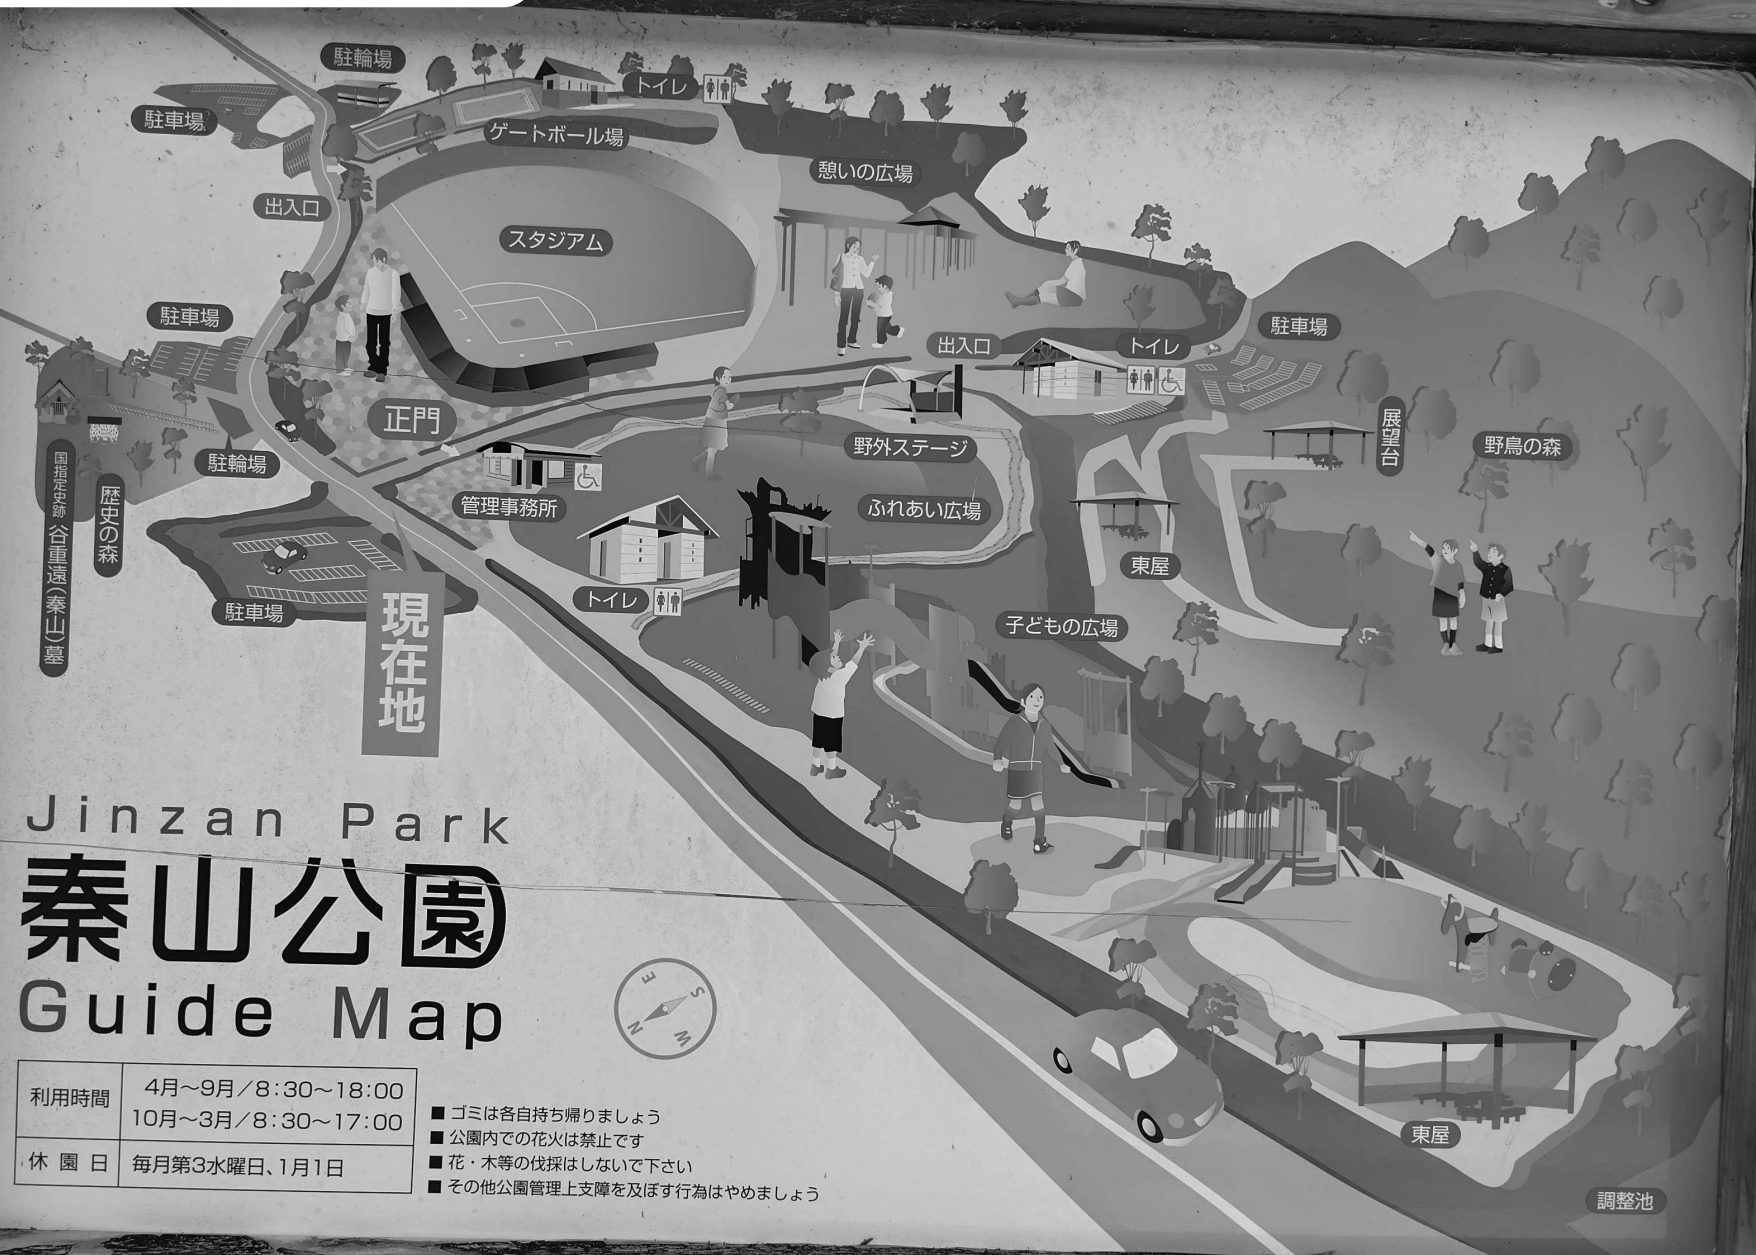 駐輪場
駐車場
トイレ
ゲートボール場
憩いの広場
出入口
スタジアム
駐車場
出入口
トイレ
駐車場
正門
展望台
野鳥の森
野外ステージ
駐輪場
管理事務所
ふれあい広場
国指定史跡 谷重遠(秦山)墓
歴史の森
東屋
駐車場
トイレ
現在地
子どもの広場
Jinzan Park
秦山公園
Guide Map
E
S
N
W
利用時間
4月〜9月/8:30〜18:00
10月〜3月/8:30〜17:00
休園日
毎月第3水曜日、1月1日
■ ゴミは各自持ち帰りましょう
■ 公園内での花火は禁止です
■ 花・木等の伐採はしないで下さい
■ その他公園管理上支障を及ぼす行為はやめましょう
東屋
調整池